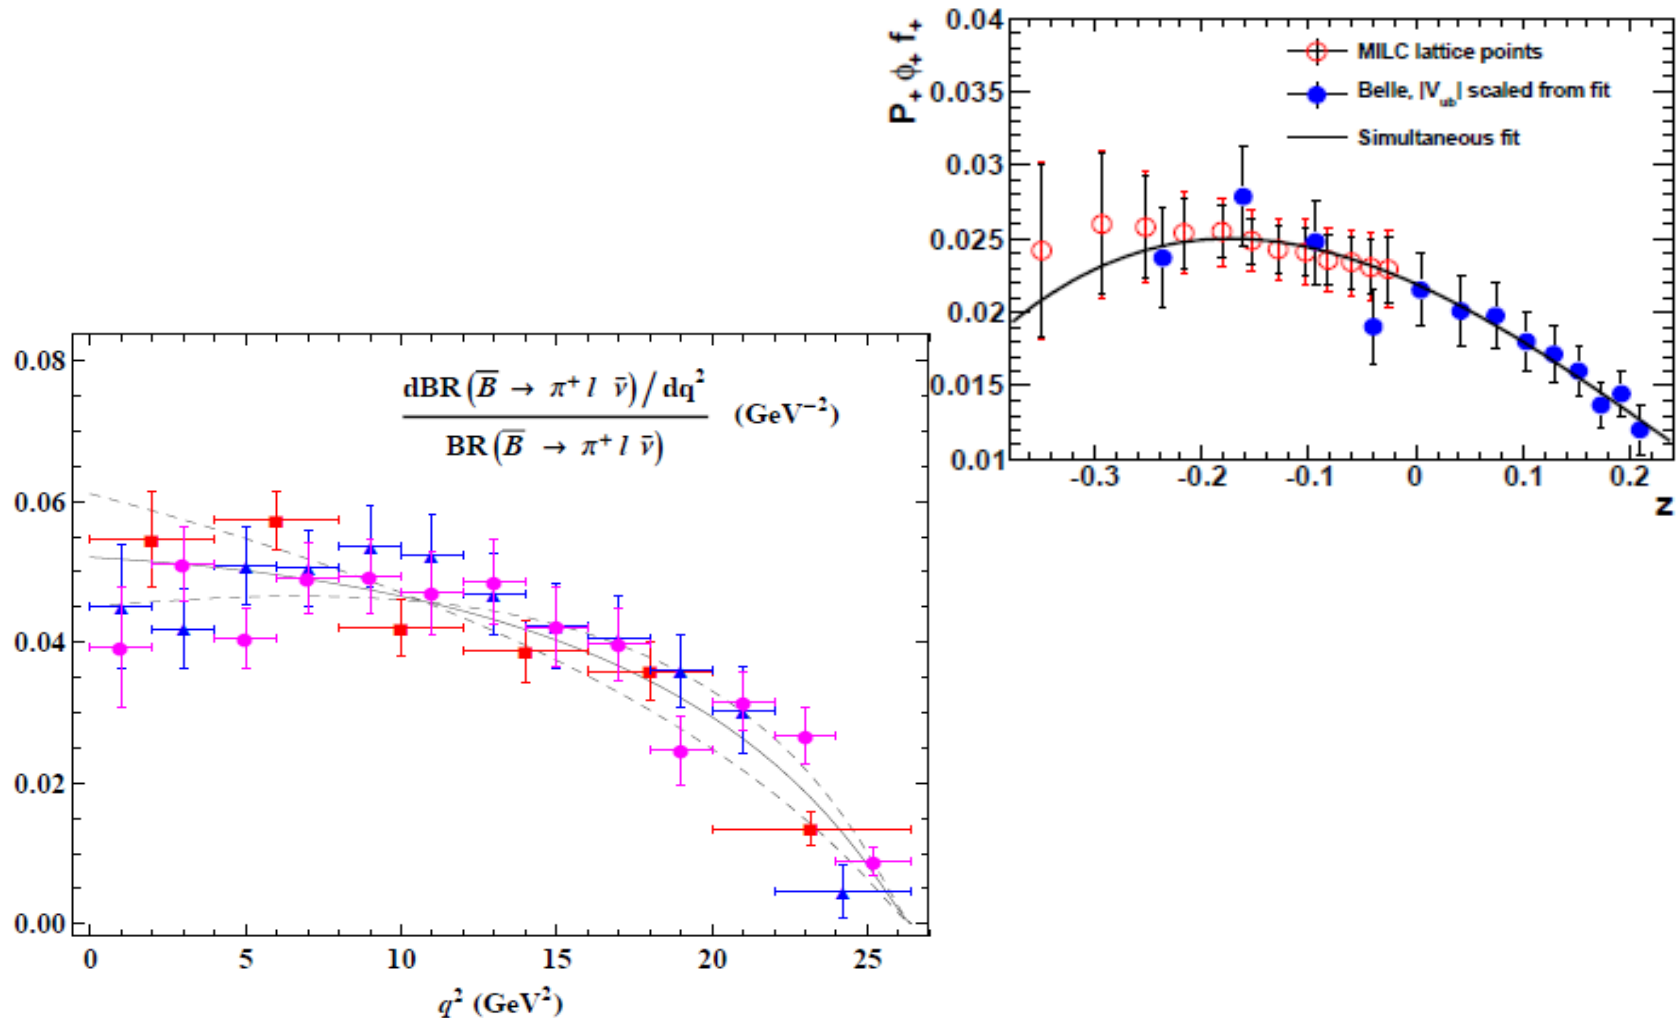 0.04
0.035
0.03
0.025
0.02
0.015
0.01
P₊ ϕ₊ f₊
MILC lattice points
Belle, |V_ub| scaled from fit
Simultaneous fit
-0.3 -0.2 -0.1 0 0.1 0.2
z
0.08
0.06
0.04
0.02
0.00
dBR(B̅ → π⁺ l ν̅)/dq²
BR(B̅ → π⁺ l ν̅)
(GeV⁻²)
0 5 10 15 20 25
q² (GeV²)